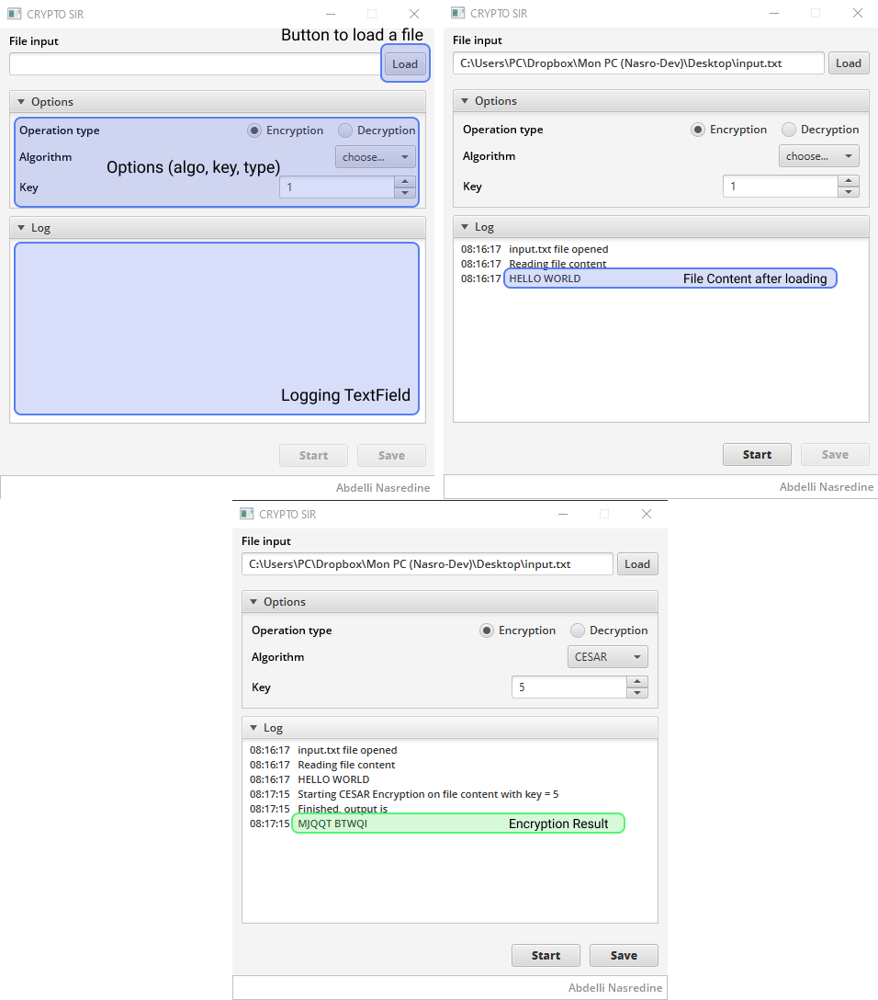 CRYPTO SIR
File input
Button to load a file
Load
Options
Operation type Encryption Decryption
Algorithm choose...
Options (algo, key, type)
Key 1
Log
Logging TextField
Start Save
Abdelli Nasredine
CRYPTO SIR
File input
C:\Users\PC\Dropbox\Mon PC (Nasro-Dev)\Desktop\input.txt Load
Options
Operation type Encryption Decryption
Algorithm choose...
Key 1
Log
08:16:17 input.txt file opened
08:16:17 Reading file content
08:16:17 HELLO WORLD File Content after loading
Start Save
Abdelli Nasredine
CRYPTO SIR
File input
C:\Users\PC\Dropbox\Mon PC (Nasro-Dev)\Desktop\input.txt Load
Options
Operation type Encryption Decryption
Algorithm CESAR
Key 5
Log
08:16:17 input.txt file opened
08:16:17 Reading file content
08:16:17 HELLO WORLD
08:17:15 Starting CESAR Encryption on file content with key = 5
08:17:15 Finished, output is
08:17:15 MJQQT BTWQI Encryption Result
Start Save
Abdelli Nasredine